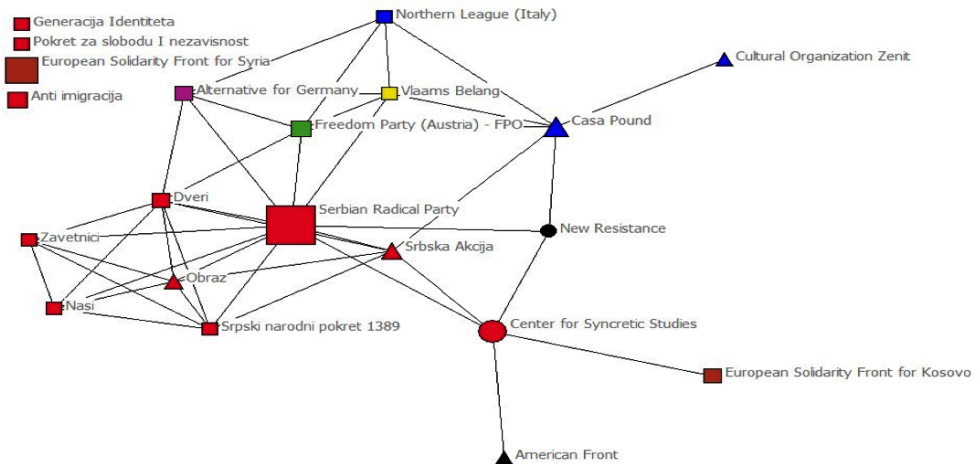 Northern League (Italy)
Generacija Identiteta
Pokret za slobodu I nezavisnost
European Solidarity Front for Syria
Cultural Organization Zenit
Alternative for Germany
Vlaams Belang
Anti imigracija
Freedom Party (Austria) - FPO
Casa Pound
Dveri
Serbian Radical Party
New Resistance
Zavetnici
Srbska Akcija
Obraz
Nasi
Srpski narodni pokret 1389
Center for Syncretic Studies
European Solidarity Front for Kosovo
American Front